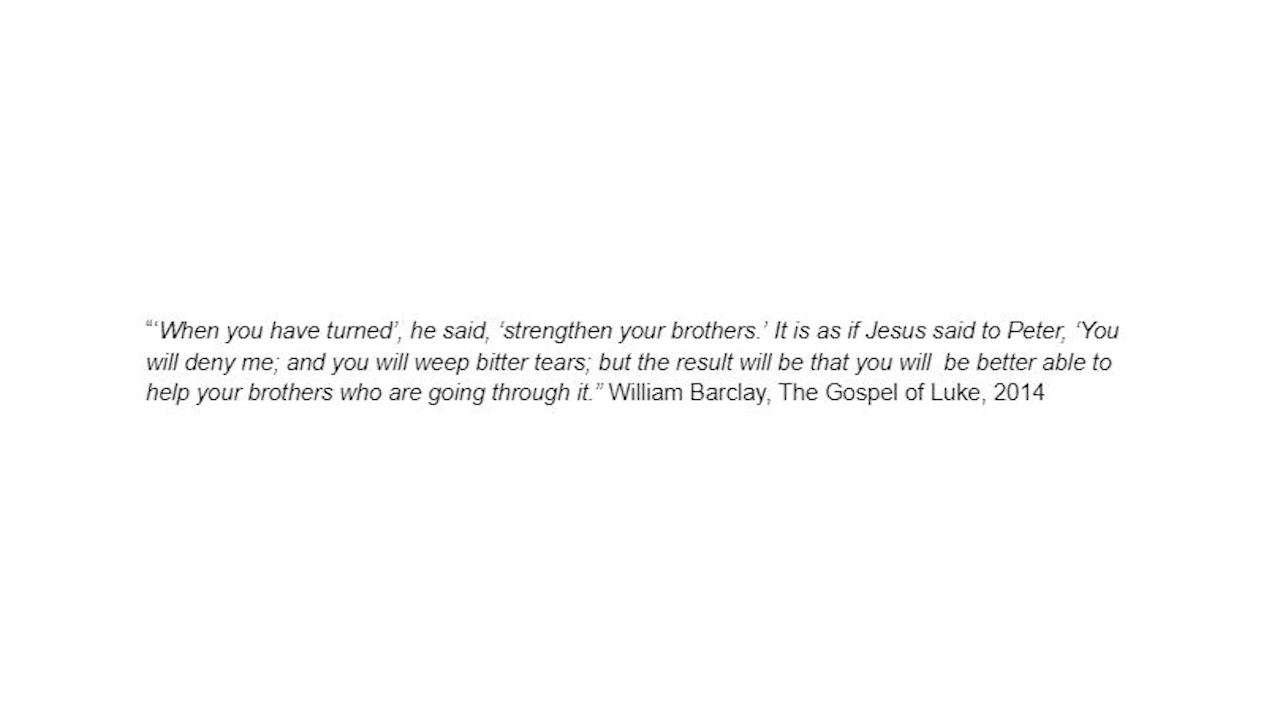 “‘When you have turned’, he said, ‘strengthen your brothers.’ It is as if Jesus said to Peter, ‘You
will deny me; and you will weep bitter tears; but the result will be that you will  be better able to
help your brothers who are going through it.” William Barclay, The Gospel of Luke, 2014